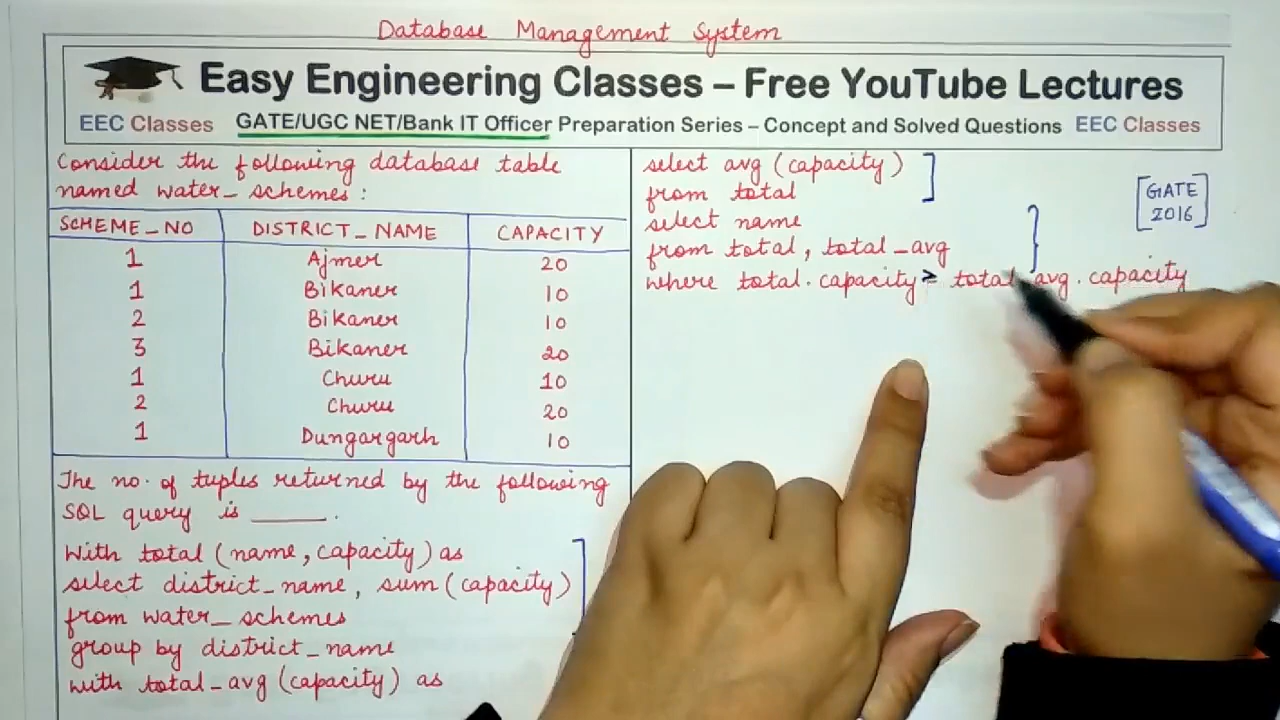 Database Management System
Easy Engineering Classes – Free YouTube Lectures
EEC Classes GATE/UGC NET/Bank IT Officer Preparation Series – Concept and Solved Questions EEC Classes
Consider the following database table
named water_schemes :
SCHEME_NO DISTRICT_NAME CAPACITY
1 Ajmer 20
1 Bikaner 10
2 Bikaner 10
3 Bikaner 20
1 Churu 10
2 Churu 20
1 Dungargarh 10
The no. of tuples returned by the following
SQL query is ______.
With total (name, capacity) as
select district_name, sum (capacity)
from water_schemes
group by district_name
with total_avg (capacity) as
select avg (capacity)
from total
select name
from total, total_avg
where total.capacity ≥ total avg.capacity
GATE
2016